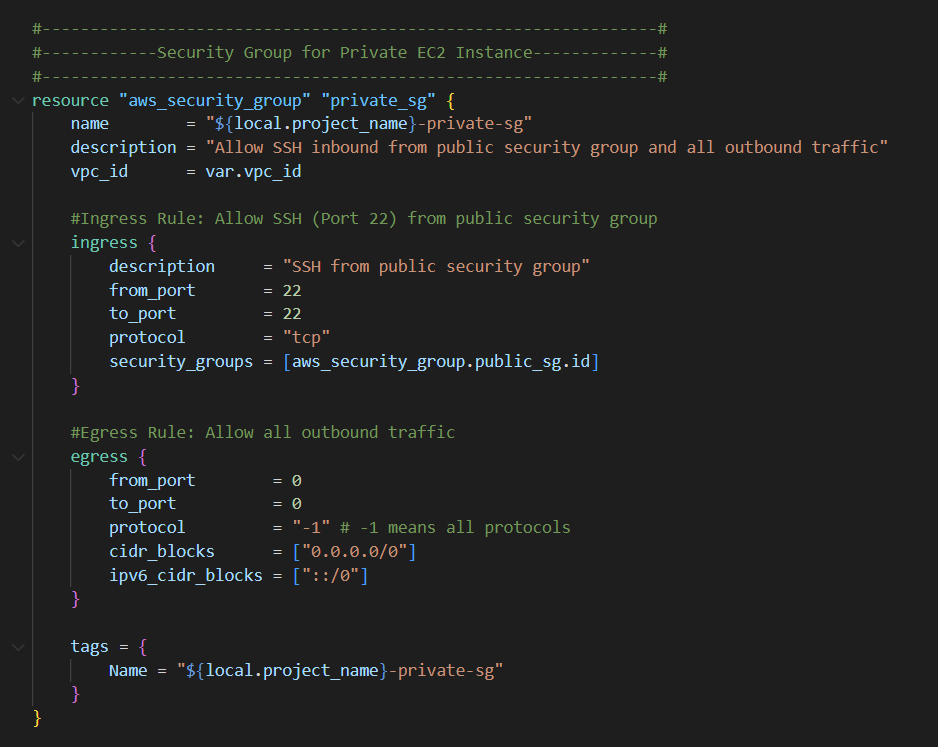 #----------------------------------------------------------------#
#------------Security Group for Private EC2 Instance-------------#
#----------------------------------------------------------------#
resource "aws_security_group" "private_sg" {
    name        = "${local.project_name}-private-sg"
    description = "Allow SSH inbound from public security group and all outbound traffic"
    vpc_id      = var.vpc_id

    #Ingress Rule: Allow SSH (Port 22) from public security group
    ingress {
        description     = "SSH from public security group"
        from_port       = 22
        to_port         = 22
        protocol        = "tcp"
        security_groups = [aws_security_group.public_sg.id]
    }

    #Egress Rule: Allow all outbound traffic
    egress {
        from_port        = 0
        to_port          = 0
        protocol         = "-1" # -1 means all protocols
        cidr_blocks      = ["0.0.0.0/0"]
        ipv6_cidr_blocks = ["::/0"]
    }

    tags = {
        Name = "${local.project_name}-private-sg"
    }
}